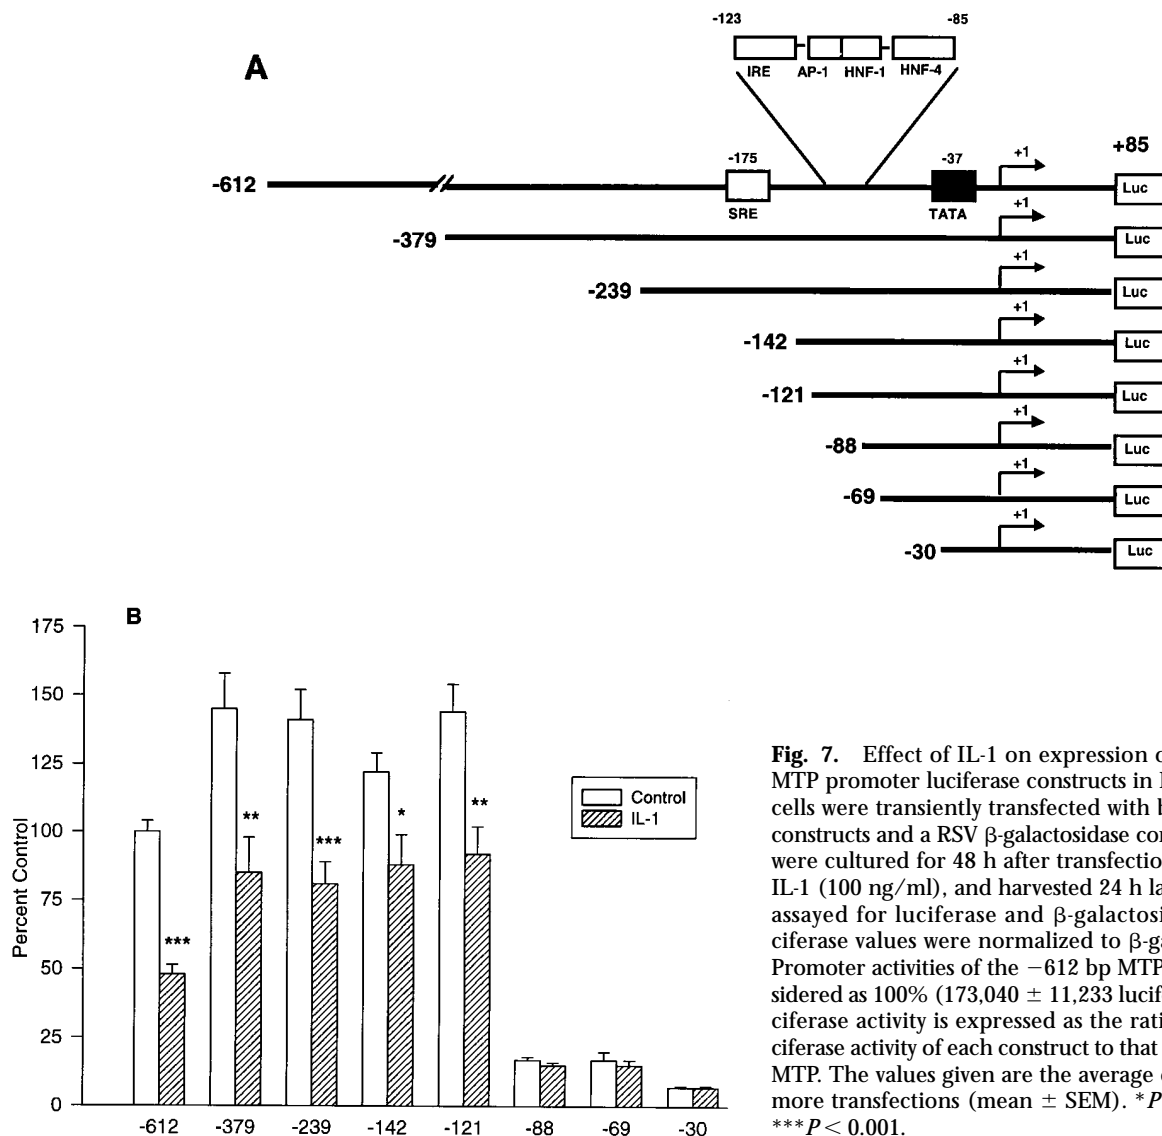 A
-123 -85
IRE AP-1 HNF-1 HNF-4
-612 -175 -37 +1 +85
SRE TATA Luc
-379 +1 Luc
-239 +1 Luc
-142 +1 Luc
-121 +1 Luc
-88 +1 Luc
-69 +1 Luc
-30 +1 Luc
B
Percent Control
175
150
125
100
75
50
25
0
*** ** *** * **
Control
IL-1
-612 -379 -239 -142 -121 -88 -69 -30
Fig. 7. Effect of IL-1 on expression o
MTP promoter luciferase constructs in
cells were transiently transfected with
constructs and a RSV β-galactosidase con
were cultured for 48 h after transfectio
IL-1 (100 ng/ml), and harvested 24 h la
assayed for luciferase and β-galactosi
ciferase values were normalized to β-ga
Promoter activities of the −612 bp MTP
sidered as 100% (173,040 ± 11,233 lucif
ciferase activity is expressed as the rati
ciferase activity of each construct to that
MTP. The values given are the average
more transfections (mean ± SEM). *P
***P < 0.001.